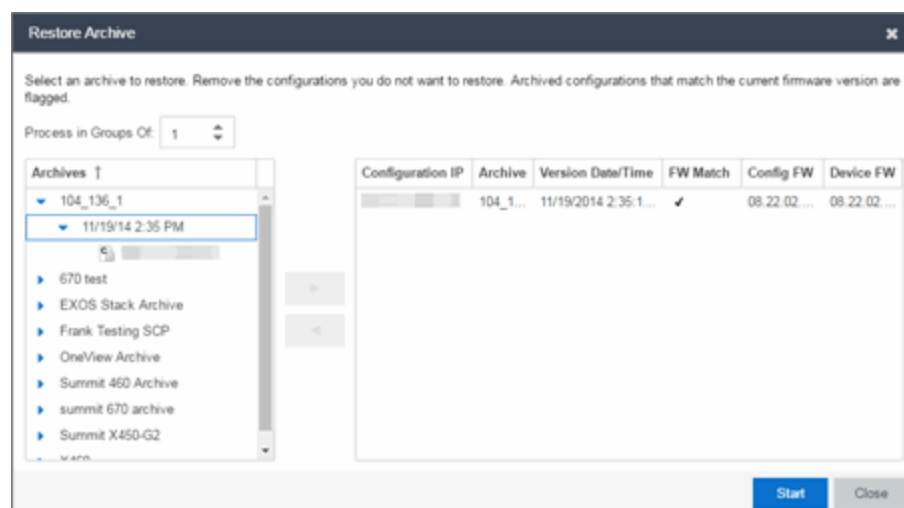 Restore Archive
Select an archive to restore. Remove the configurations you do not want to restore. Archived configurations that match the current firmware version are
flagged.
Process in Groups Of: 1
Archives ↑
Configuration IP Archive Version Date/Time FW Match Config FW Device FW
104_136_1
104_1... 11/19/2014 2:35:1... ✓ 08.22.02.... 08.22.02....
11/19/14 2:35 PM
670 test
EXOS Stack Archive
Frank Testing SCP
OneView Archive
Summit 460 Archive
summit 670 archive
Summit X450-G2
Start Close